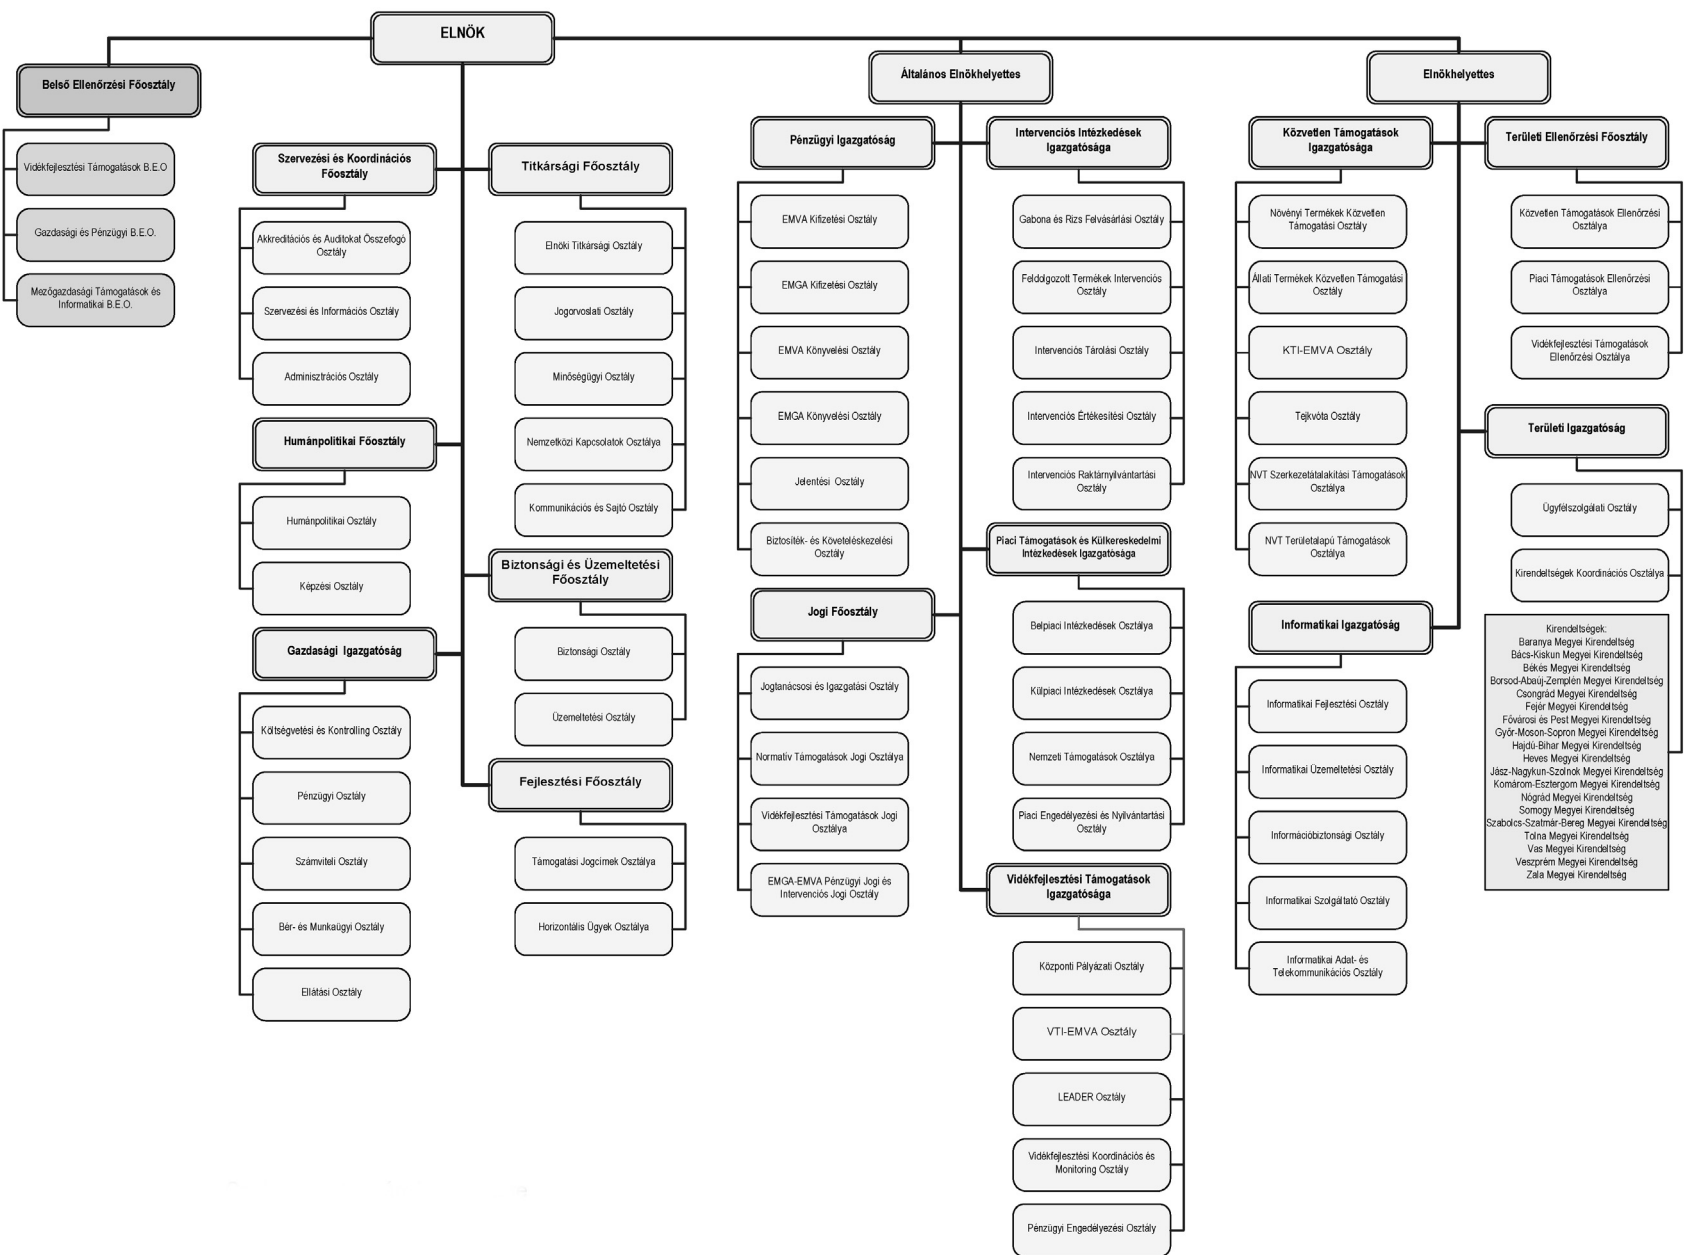 ELNÖK
Belső Ellenőrzési Főosztály
Vidékfejlesztési Támogatások B.E.O
Gazdasági és Pénzügyi B.E.O.
Mezőgazdasági Támogatások és
Informatikai B.E.O.
Szervezési és Koordinációs
Főosztály
Akkreditációs és Auditokat Összefogó
Osztály
Szervezési és Információs Osztály
Adminisztrációs Osztály
Humánpolitikai Főosztály
Humánpolitikai Osztály
Képzési Osztály
Gazdasági Igazgatóság
Költségvetési és Kontrolling Osztály
Pénzügyi Osztály
Számviteli Osztály
Bér- és Munkaügyi Osztály
Ellátási Osztály
Titkársági Főosztály
Elnöki Titkársági Osztály
Jogorvoslati Osztály
Minőségügyi Osztály
Nemzetközi Kapcsolatok Osztálya
Kommunikációs és Sajtó Osztály
Biztonsági és Üzemeltetési
Főosztály
Biztonsági Osztály
Üzemeltetési Osztály
Fejlesztési Főosztály
Támogatási Jogcímek Osztálya
Horizontális Ügyek Osztálya
Általános Elnökhelyettes
Pénzügyi Igazgatóság
EMVA Kifizetési Osztály
EMGA Kifizetési Osztály
EMVA Könyvelési Osztály
EMGA Könyvelési Osztály
Jelentési Osztály
Biztosíték- és Követeléskezelési
Osztály
Jogi Főosztály
Jogtanácsosi és Igazgatási Osztály
Normatív Támogatások Jogi Osztálya
Vidékfejlesztési Támogatások Jogi
Osztálya
EMGA-EMVA Pénzügyi Jogi és
Intervenciós Jogi Osztály
Intervenciós Intézkedések
Igazgatósága
Gabona és Rizs Felvásárlási Osztály
Feldolgozott Termékek Intervenciós
Osztály
Intervenciós Tárolási Osztály
Intervenciós Értékesítési Osztály
Intervenciós Raktárnyilvántartási
Osztály
Piaci Támogatások és Külkereskedelmi
Intézkedések Igazgatósága
Belpiaci Intézkedések Osztálya
Külpiaci Intézkedések Osztálya
Nemzeti Támogatások Osztálya
Piaci Engedélyezési és Nyilvántartási
Osztály
Vidékfejlesztési Támogatások
Igazgatósága
Központi Pályázati Osztály
VTI-EMVA Osztály
LEADER Osztály
Vidékfejlesztési Koordinációs és
Monitoring Osztály
Pénzügyi Engedélyezési Osztály
Elnökhelyettes
Közvetlen Támogatások
Igazgatósága
Növényi Termékek Közvetlen
Támogatási Osztály
Állati Termékek Közvetlen Támogatási
Osztály
KTI-EMVA Osztály
Tejkvóta Osztály
NVT Szerkezetátalakítási Támogatások
Osztálya
NVT Területalapú Támogatások
Osztálya
Informatikai Igazgatóság
Informatikai Fejlesztési Osztály
Informatikai Üzemeltetési Osztály
Információbiztonsági Osztály
Informatikai Szolgáltató Osztály
Informatikai Adat- és
Telekommunikációs Osztály
Területi Ellenőrzési Főosztály
Közvetlen Támogatások Ellenőrzési
Osztálya
Piaci Támogatások Ellenőrzési
Osztálya
Vidékfejlesztési Támogatások
Ellenőrzési Osztálya
Területi Igazgatóság
Ügyfélszolgálati Osztály
Kirendeltségek Koordinációs Osztálya
Kirendeltségek:
Baranya Megyei Kirendeltség
Bács-Kiskun Megyei Kirendeltség
Békés Megyei Kirendeltség
Borsod-Abaúj-Zemplén Megyei Kirendeltség
Csongrád Megyei Kirendeltség
Fejér Megyei Kirendeltség
Fővárosi és Pest Megyei Kirendeltség
Győr-Moson-Sopron Megyei Kirendeltség
Hajdú-Bihar Megyei Kirendeltség
Heves Megyei Kirendeltség
Jász-Nagykun-Szolnok Megyei Kirendeltség
Komárom-Esztergom Megyei Kirendeltség
Nógrád Megyei Kirendeltség
Somogy Megyei Kirendeltség
Szabolcs-Szatmár-Bereg Megyei Kirendeltség
Tolna Megyei Kirendeltség
Vas Megyei Kirendeltség
Veszprém Megyei Kirendeltség
Zala Megyei Kirendeltség